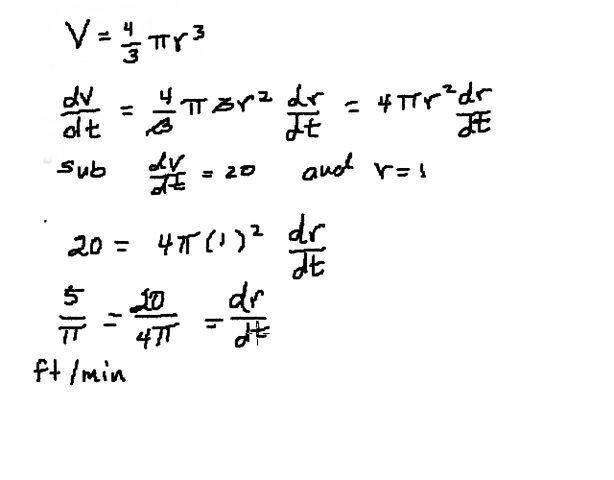 V = 4/3 πr³
dV/dt = 4/3 π 3r² dr/dt = 4πr² dr/dt
sub dV/dt = 20 and r = 1
20 = 4π(1)² dr/dt
5/π = 20/4π = dr/dt
ft/min